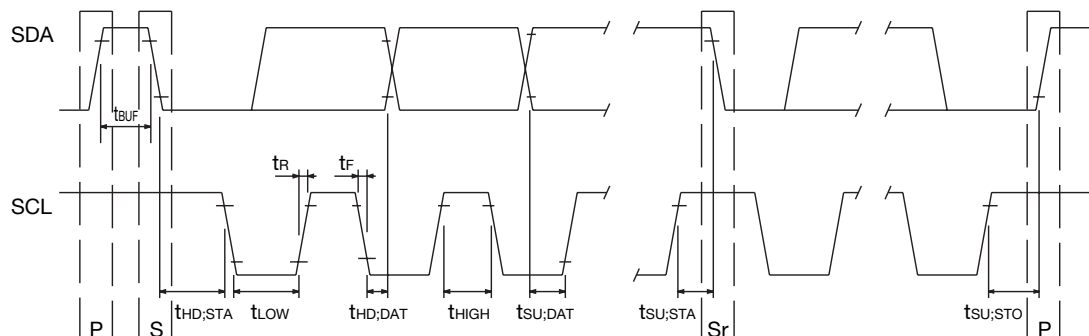 SDA
tBUF
tR tF
SCL
tHD;STA tLOW tHD;DAT tHIGH tSU;DAT tSU;STA tSU;STO
P S Sr P